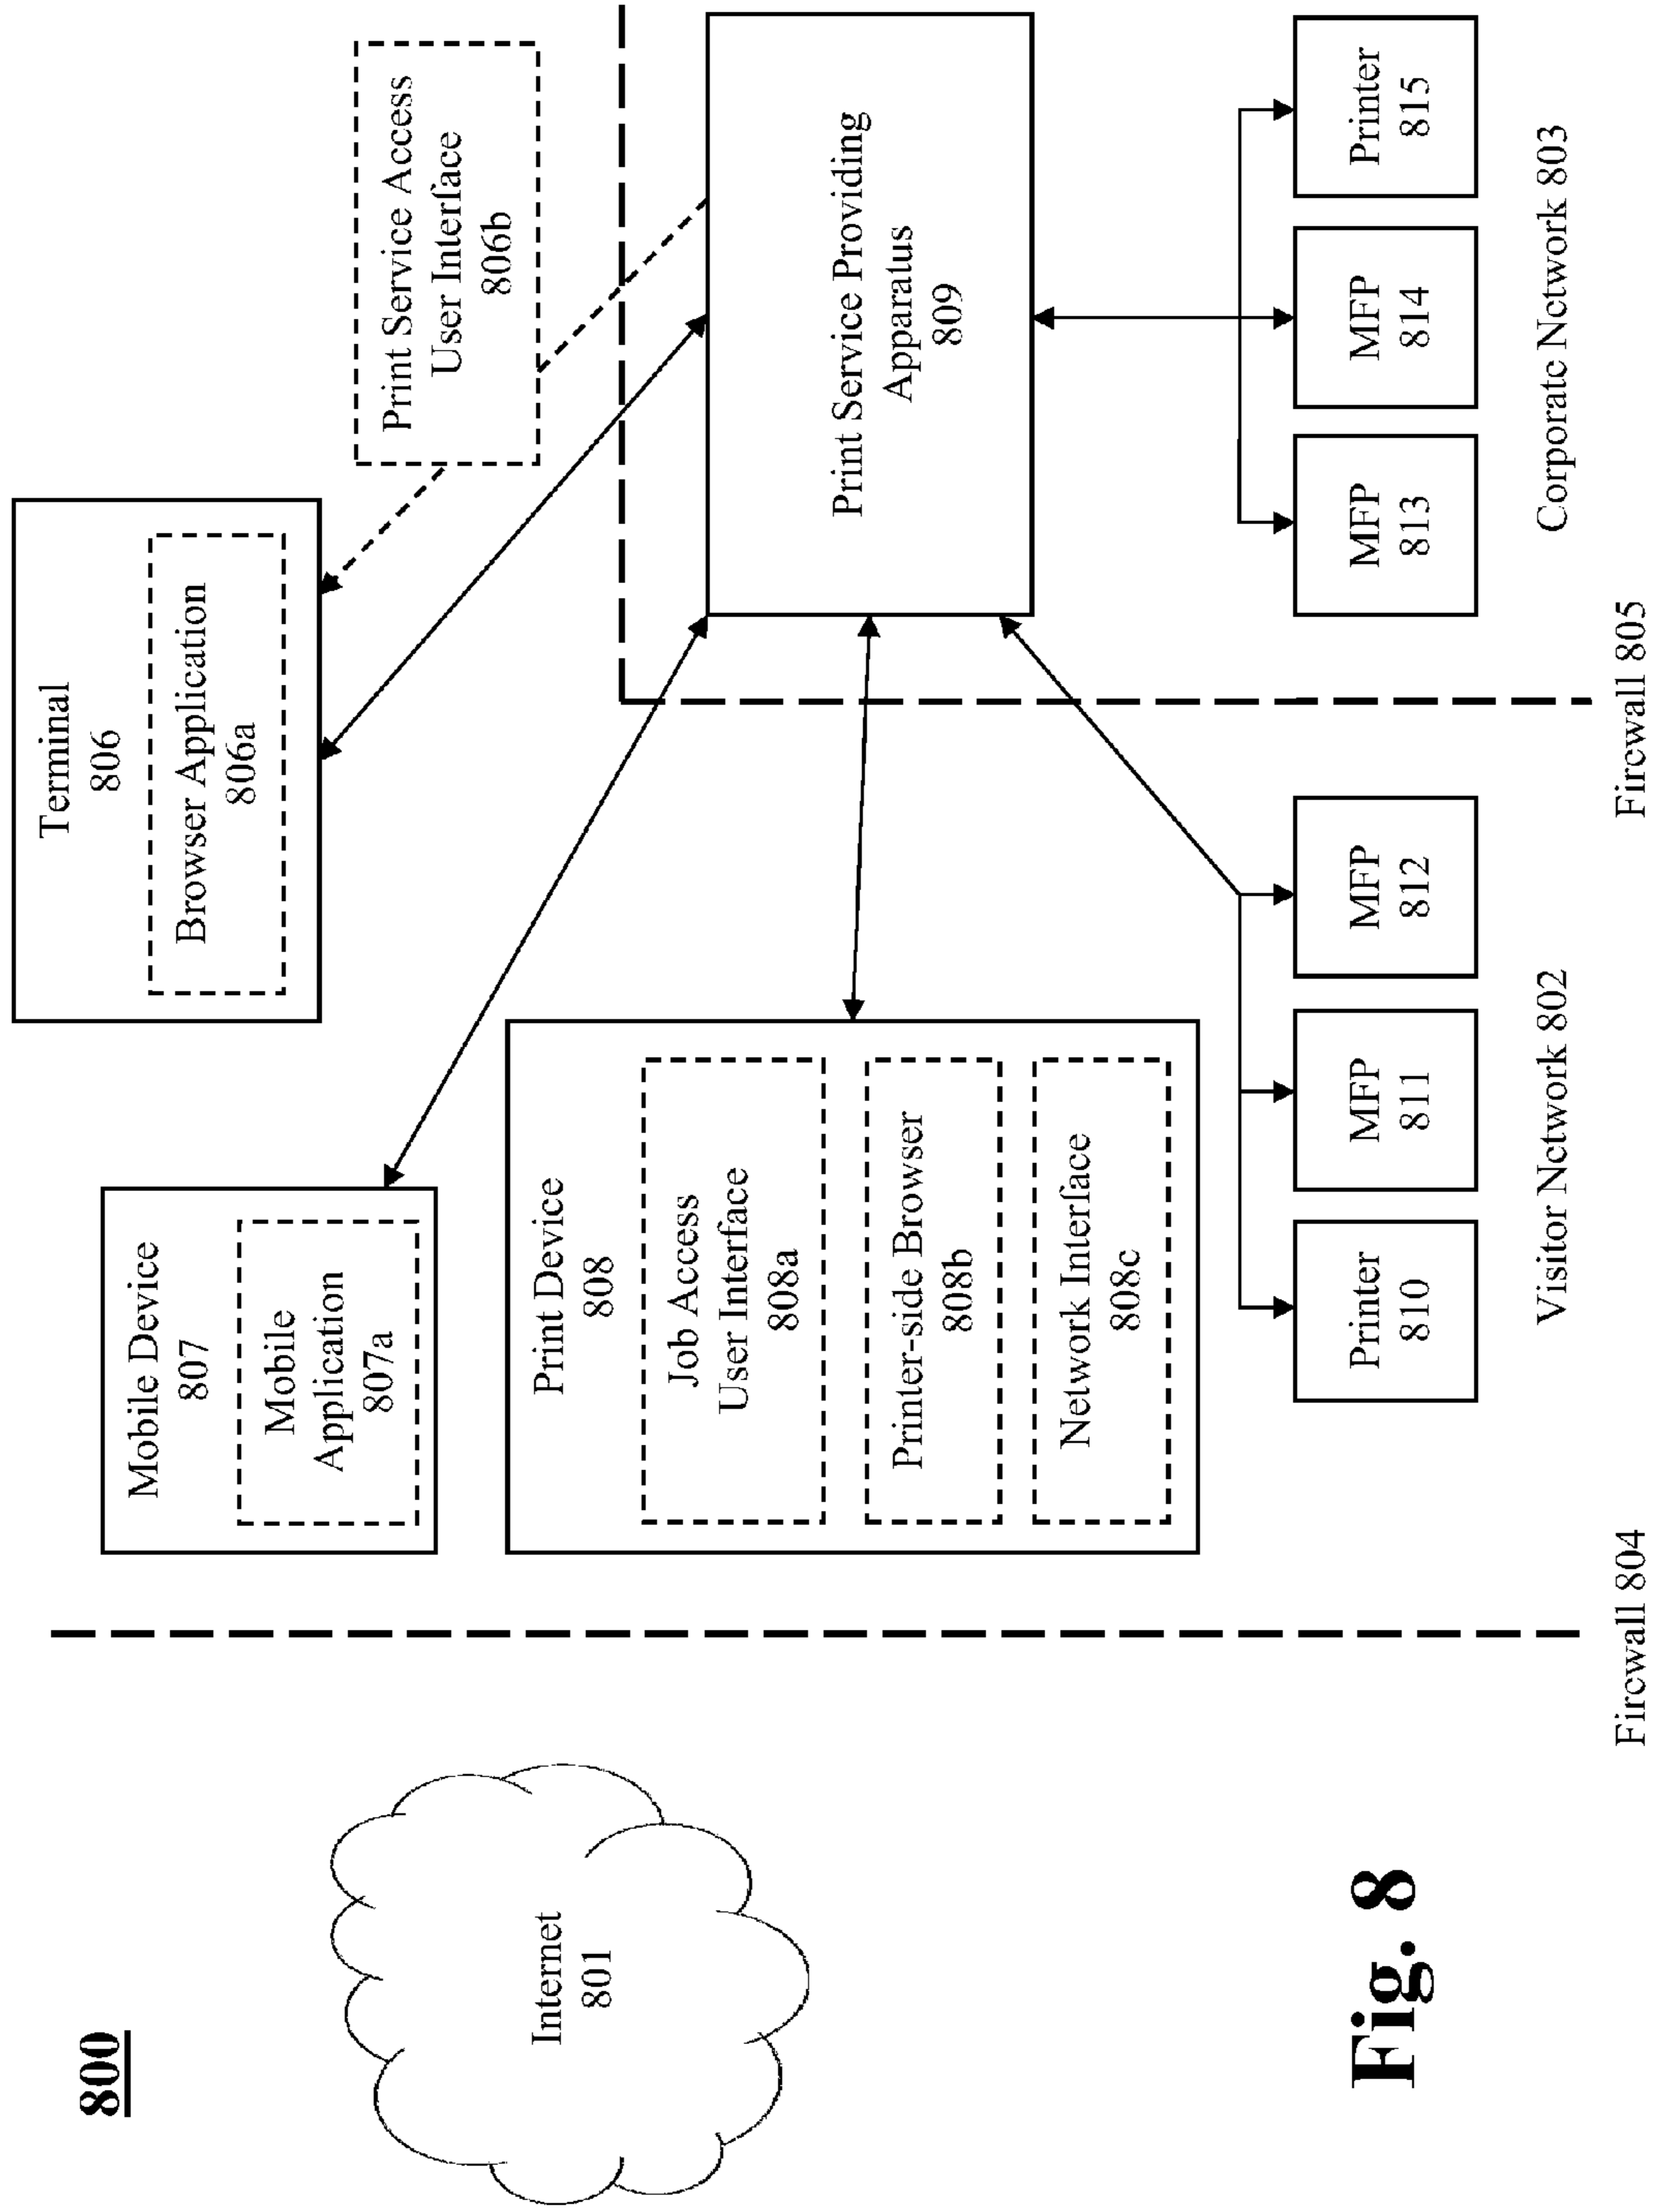 800
Internet
801
Mobile Device
807
Mobile
Application
807a
Terminal
806
Browser Application
806a
Print Service Access
User Interface
806b
Print Device
808
Job Access
User Interface
808a
Printer-side Browser
808b
Network Interface
808c
Print Service Providing
Apparatus
809
Printer
810
MFP
811
MFP
812
MFP
813
MFP
814
Printer
815
Visitor Network 802
Corporate Network 803
Firewall 804
Firewall 805
Fig. 8